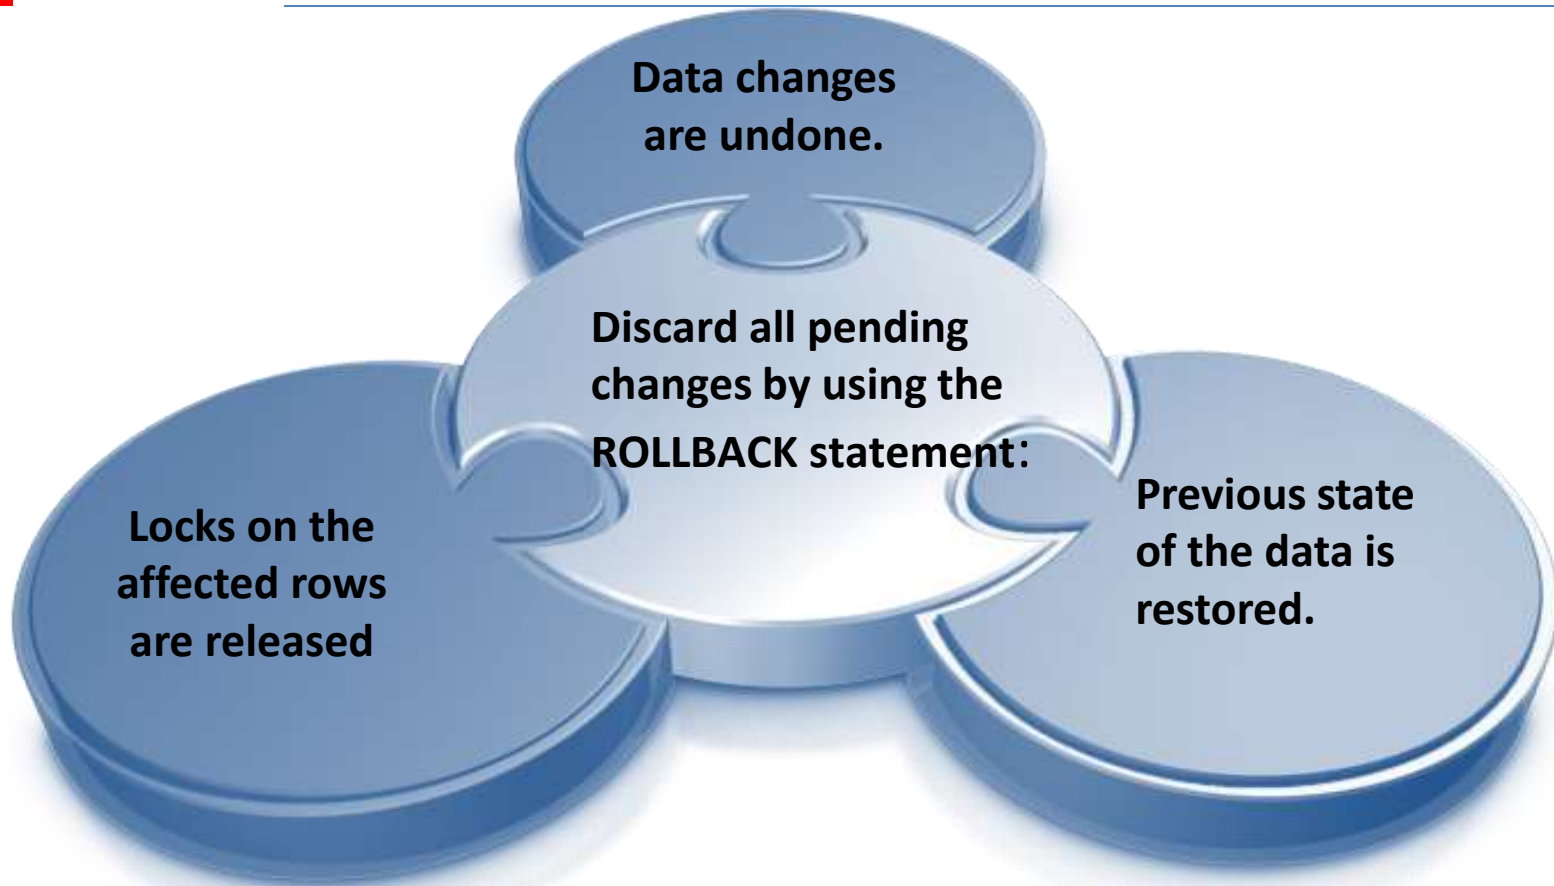 Data changes
are undone.
Discard all pending
changes by using the
ROLLBACK statement:
Locks on the
affected rows
are released
Previous state
of the data is
restored.